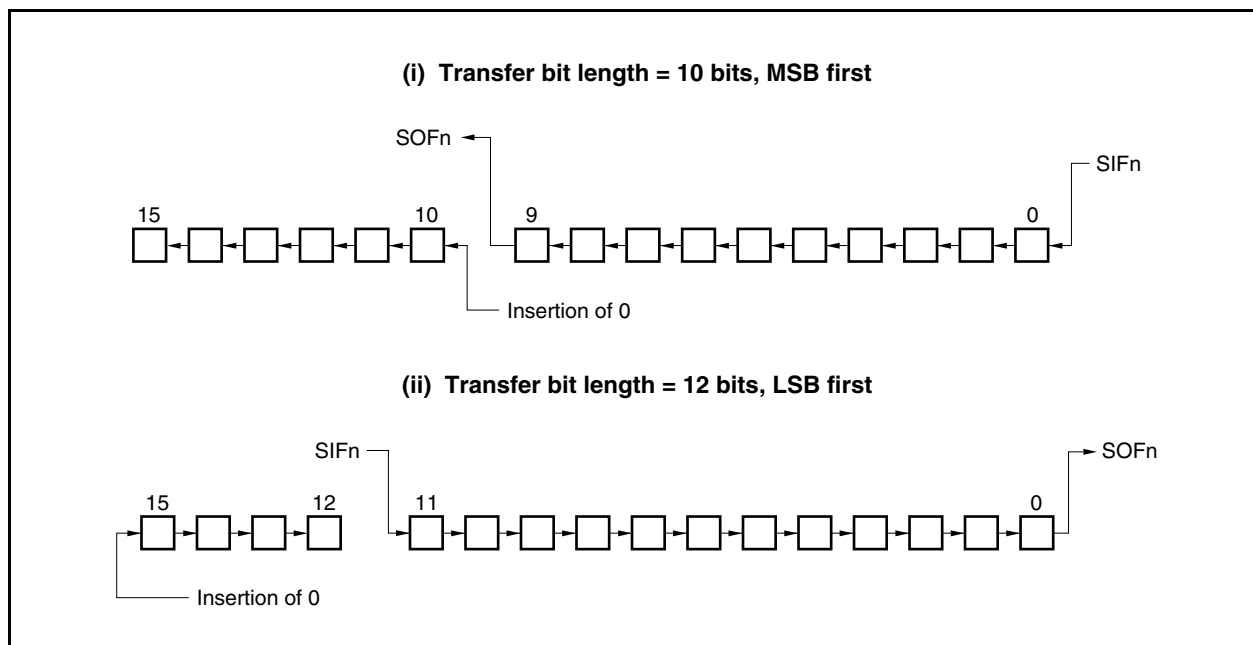 (i) Transfer bit length = 10 bits, MSB first
SOFn
SIFn
15
10
9
0
Insertion of 0
(ii) Transfer bit length = 12 bits, LSB first
SIFn
SOFn
15
12
11
0
Insertion of 0